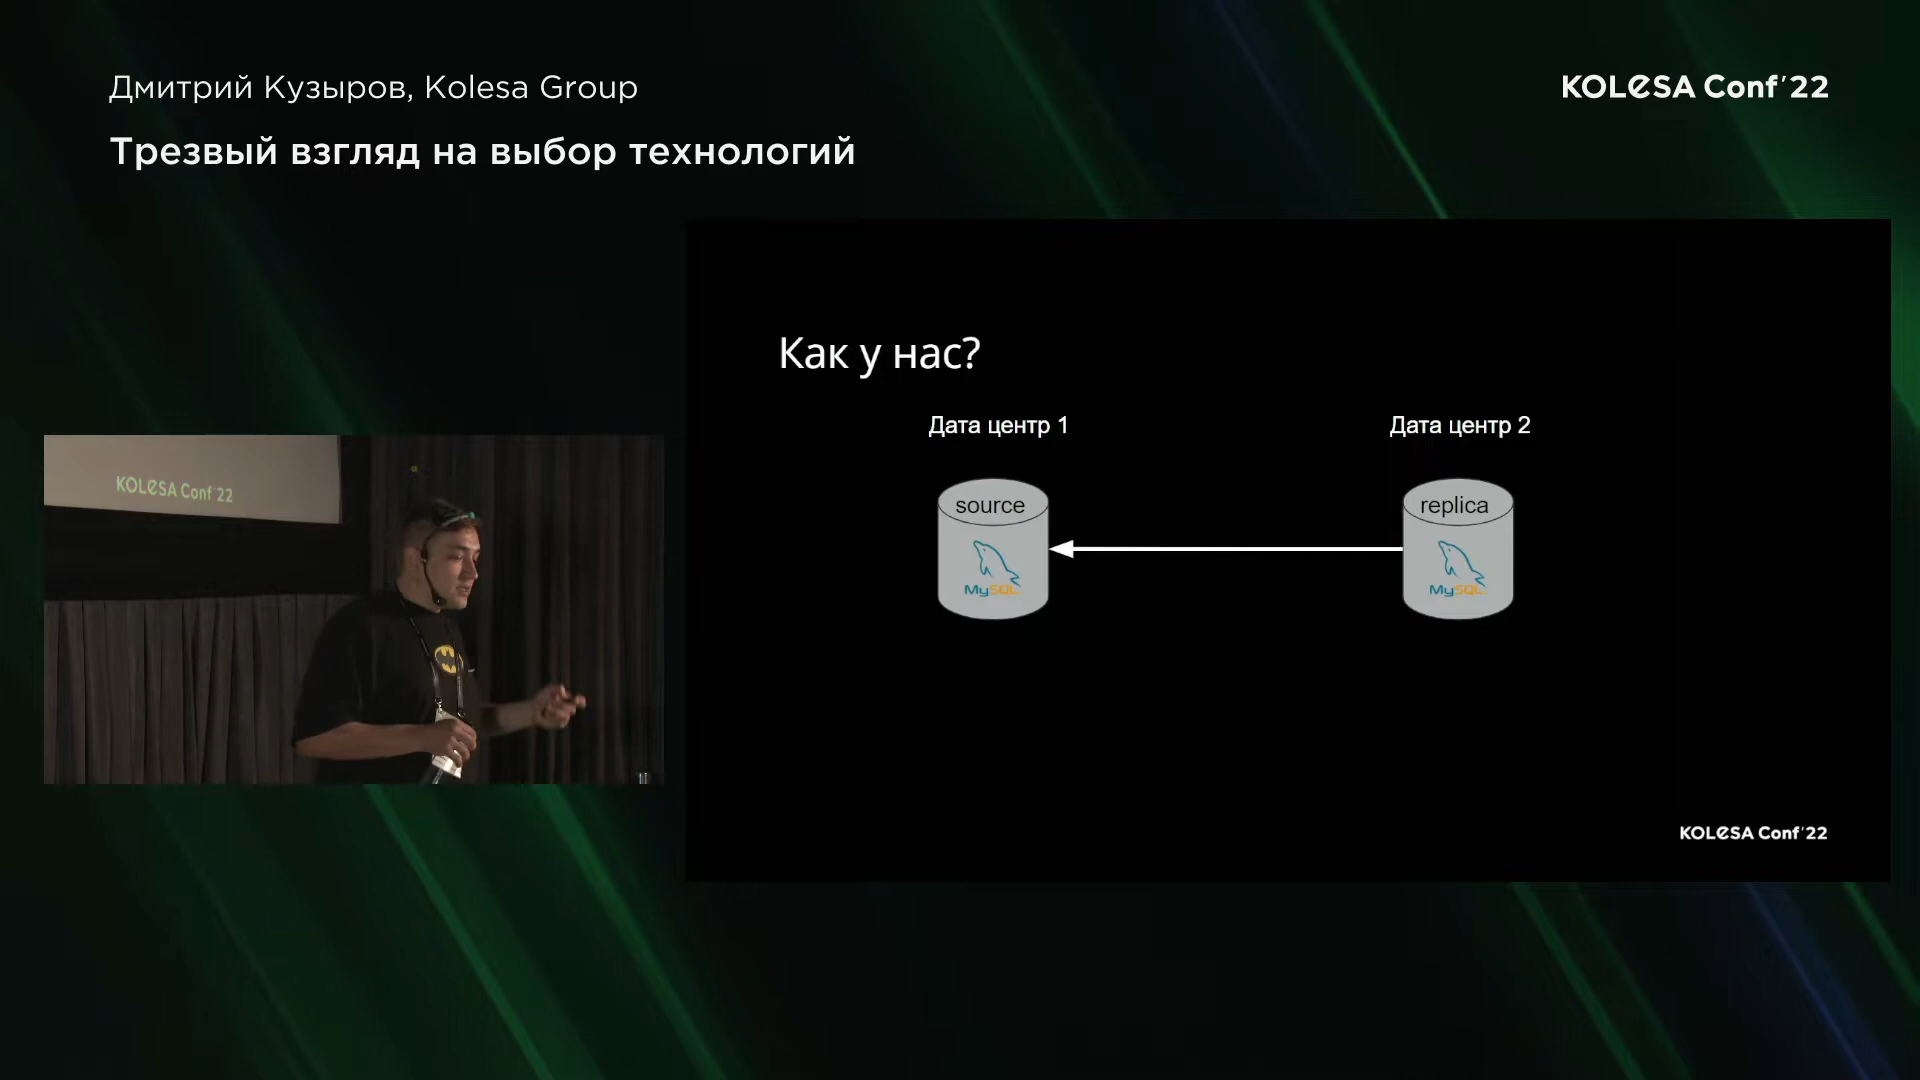 Дмитрий Кузыров, Kolesa Group
KOLESA Conf'22
Трезвый взгляд на выбор технологий
Как у нас?
Дата центр 1
Дата центр 2
source
replica
MySQL
MySQL
KOLESA Conf'22
KOLESA Conf'22